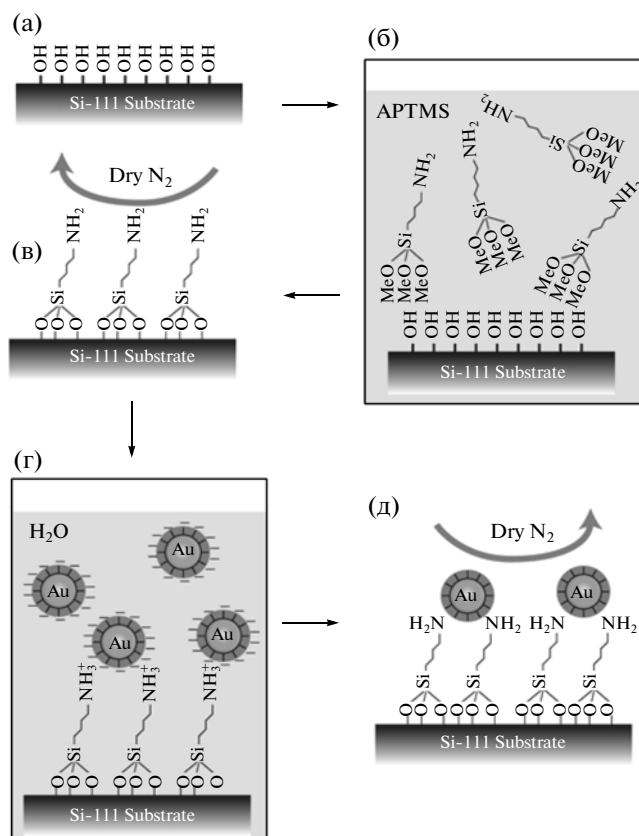 (а)
OH OH OH OH OH OH OH OH OH
Si-111 Substrate
(б)
APTMS
NH₂ Si MeO MeO MeO
NH₂ Si MeO MeO MeO
NH₂ Si MeO MeO MeO
NH₂ Si MeO MeO MeO
OH OH OH OH OH OH OH OH OH
Si-111 Substrate
Dry N₂
(в)
NH₂ NH₂ NH₂
Si Si Si
O O O O O O O O O
Si-111 Substrate
(г)
H₂O
Au
Au
Au Au
NH₃⁺ NH₃⁺ NH₃⁺
Si Si Si
O O O O O O O O O
Si-111 Substrate
(д)
Dry N₂
Au Au
H₂N NH₂ H₂N NH₂
Si Si Si Si
O O O O O O O O O O O O
Si-111 Substrate